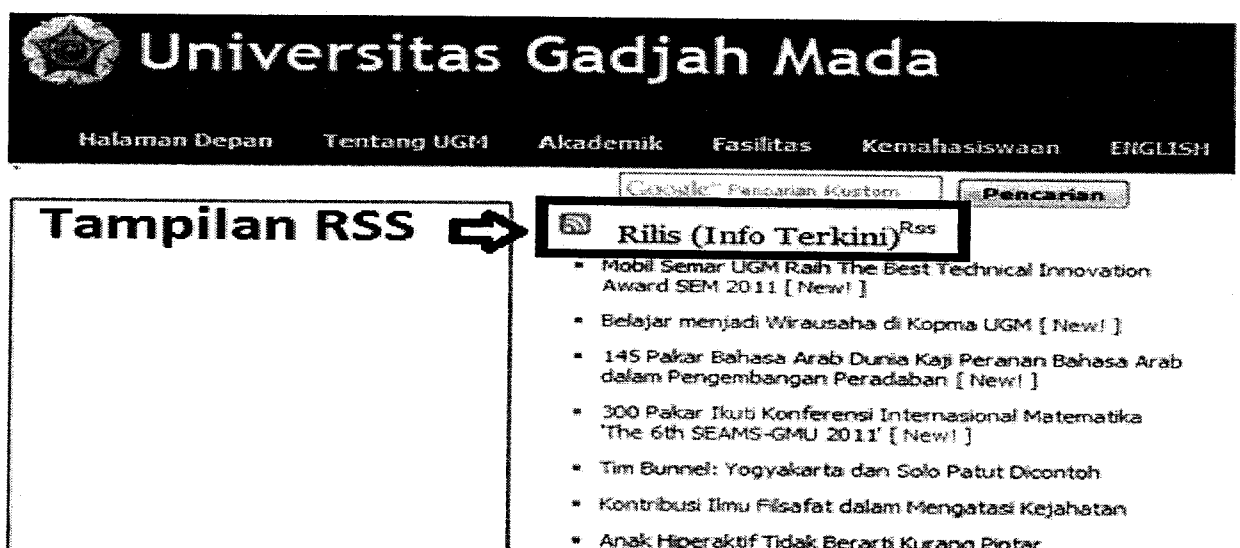 Universitas Gadjah Mada
Halaman Depan Tentang UGM Akademik Fasilitas Kemahasiswaan ENGLISH
Google™ Pencarian Kustom Pencarian
Tampilan RSS
Rilis (Info Terkini)Rss
▪ Mobil Semar UGM Raih The Best Technical Innovation
Award SEM 2011 [ New! ]
▪ Belajar menjadi Wirausaha di Kopma UGM [ New! ]
▪ 145 Pakar Bahasa Arab Dunia Kaji Peranan Bahasa Arab
dalam Pengembangan Peradaban [ New! ]
▪ 300 Pakar Ikuti Konferensi Internasional Matematika
'The 6th SEAMS-GMU 2011' [ New! ]
▪ Tim Bunnel: Yogyakarta dan Solo Patut Dicontoh
▪ Kontribusi Ilmu Filsafat dalam Mengatasi Kejahatan
▪ Anak Hiperaktif Tidak Berarti Kurang Pintar